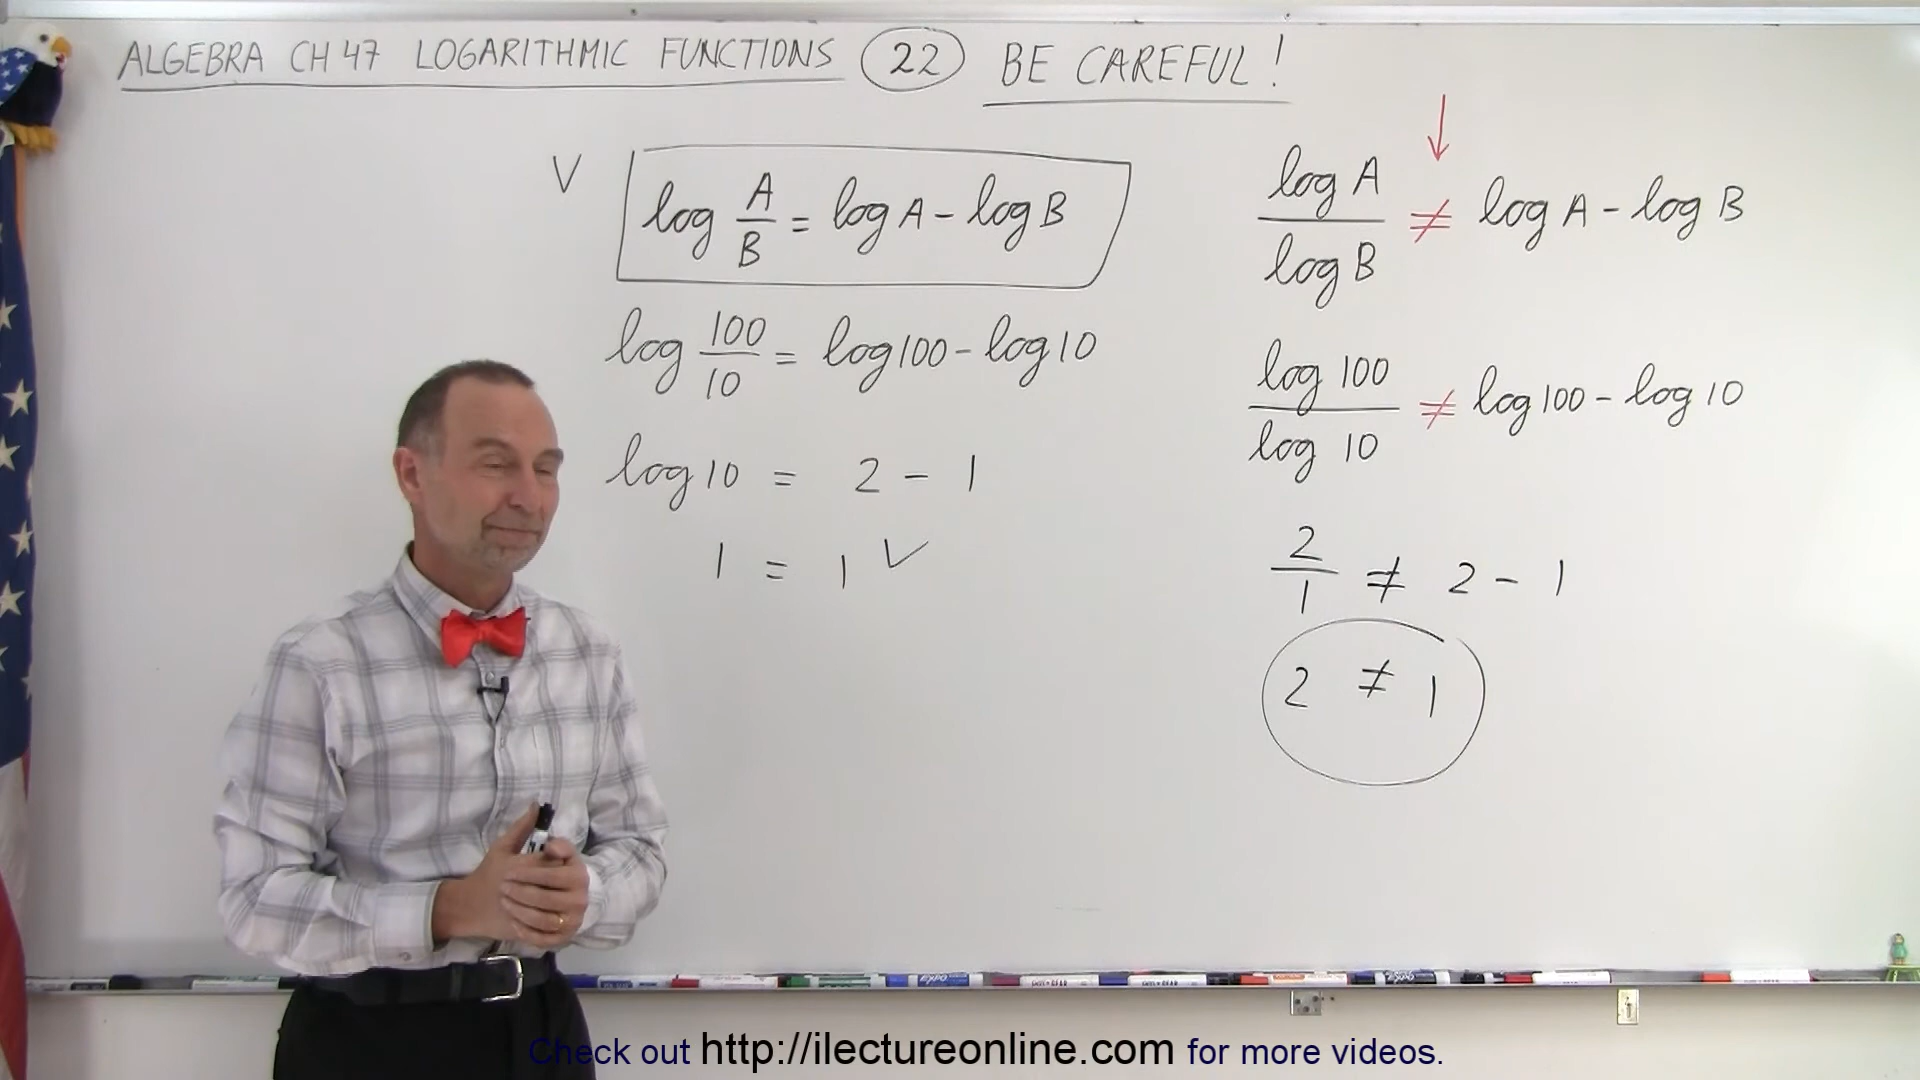 ALGEBRA CH 47 LOGARITHMIC FUNCTIONS 22 BE CAREFUL!
V log A/B = log A - log B
log 100/10 = log 100 - log 10
log 10 = 2 - 1
1 = 1 ✓
log A / log B ≠ log A - log B
log 100 / log 10 ≠ log 100 - log 10
2/1 ≠ 2 - 1
2 ≠ 1
Check out http://ilectureonline.com for more videos.